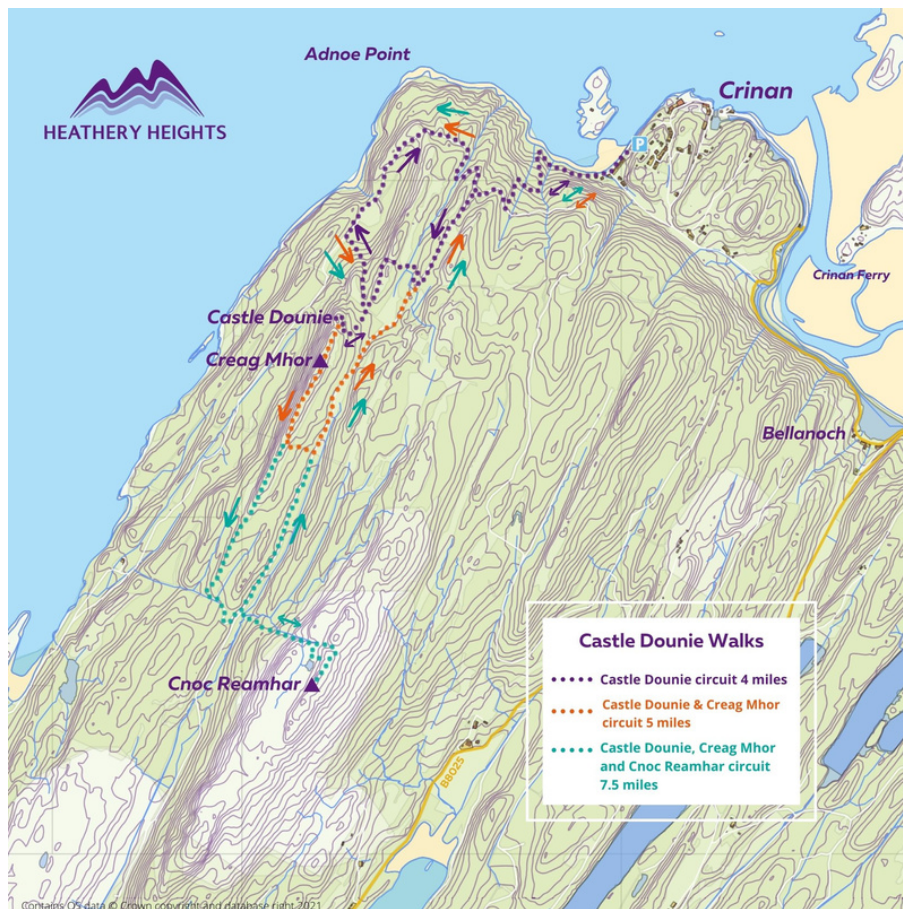 Adnoe Point
Crinan
HEATHERY HEIGHTS
P
Crinan Ferry
Castle Dounie
Creag Mhor
Bellanoch
Cnoc Reamhar
Castle Dounie Walks
Castle Dounie circuit 4 miles
Castle Dounie & Creag Mhor
circuit 5 miles
Castle Dounie, Creag Mhor
and Cnoc Reamhar circuit
7.5 miles
B8025
Contains OS data © Crown copyright and database right 2021